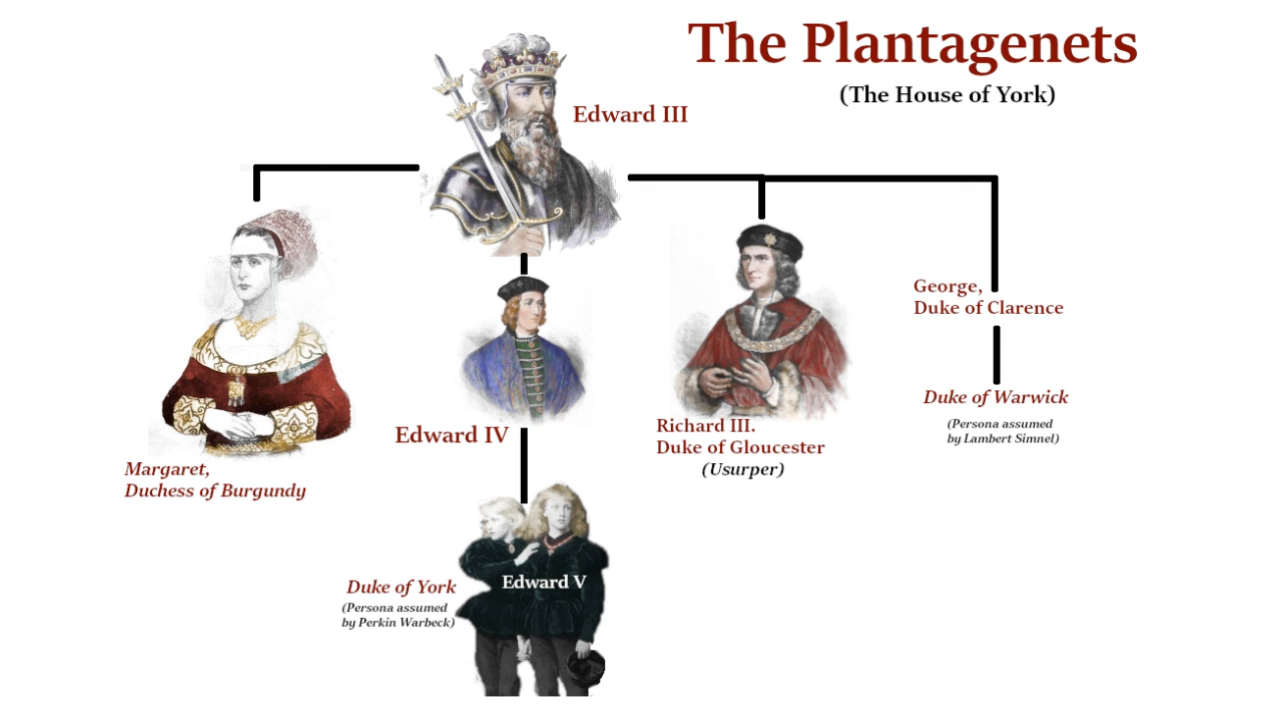 The Plantagenets
(The House of York)
Edward III
George,
Duke of Clarence
Duke of Warwick
(Persona assumed
by Lambert Simnel)
Richard III.
Duke of Gloucester
(Usurper)
Edward IV
Margaret,
Duchess of Burgundy
Edward V
Duke of York
(Persona assumed
by Perkin Warbeck)